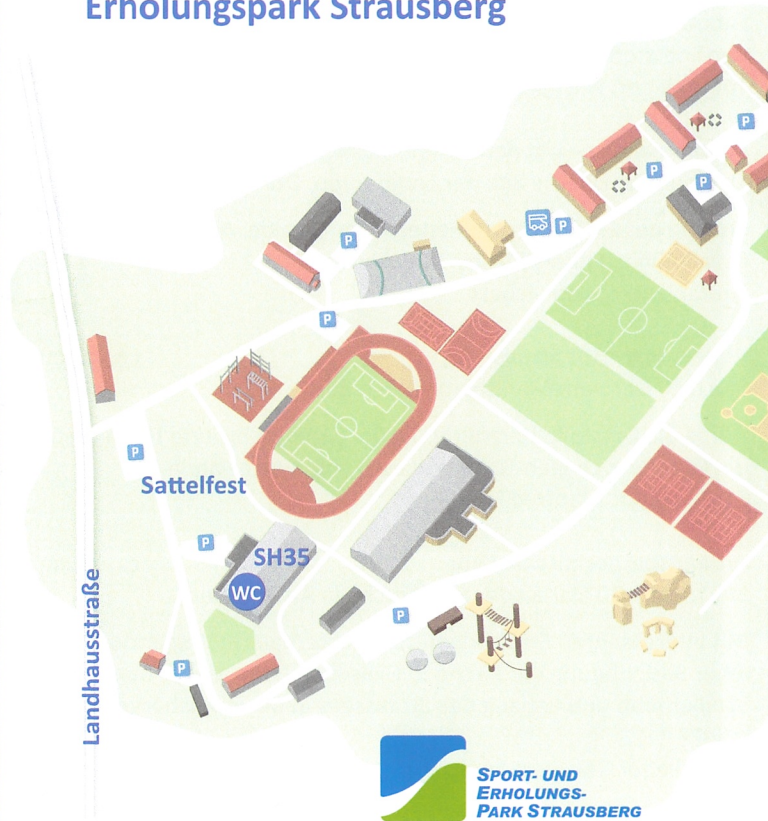 Erholungspark Strausberg
P
P
P
P
P
P
P
Sattelfest
P
P
SH35
WC
P
P
Landhausstraße
SPORT- UND
ERHOLUNGS-
PARK STRAUSBERG